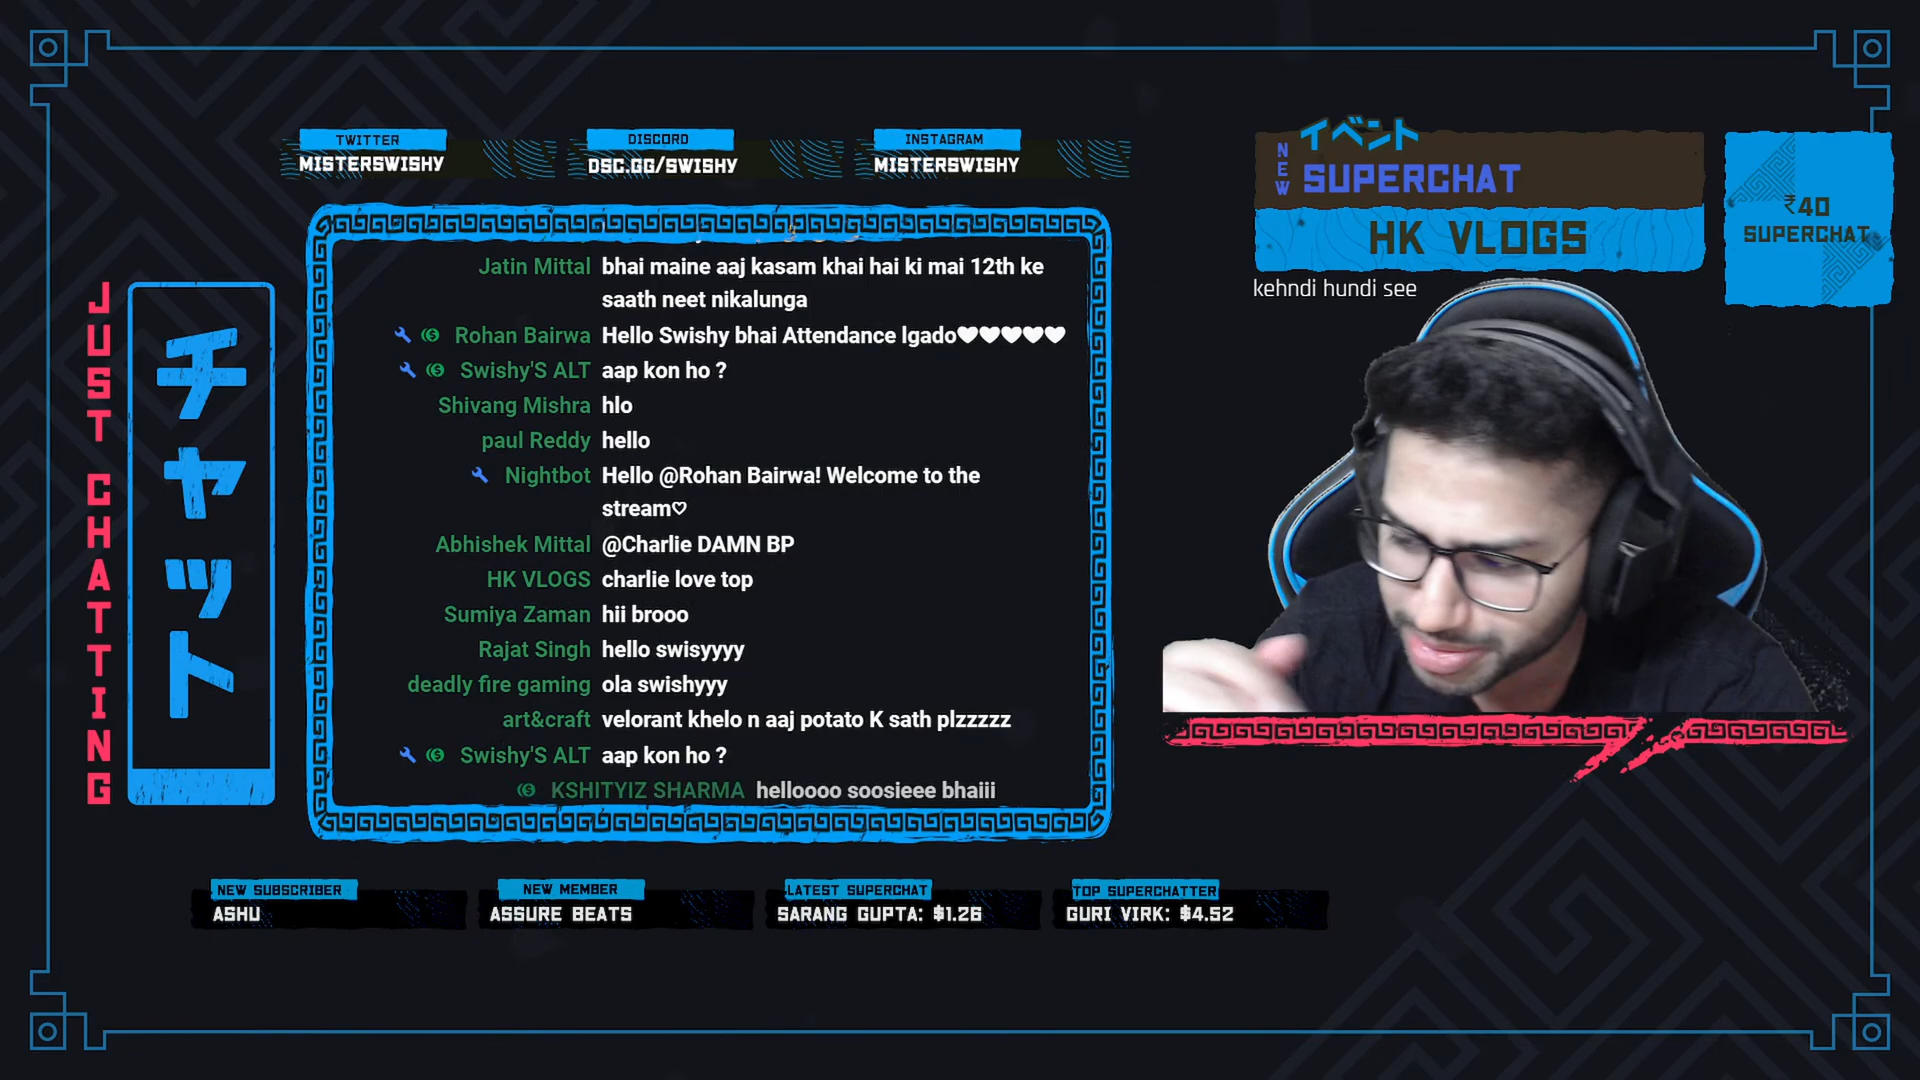 TWITTER
MISTERSWISHY
DISCORD
DSC.GG/SWISHY
INSTAGRAM
MISTERSWISHY
イベント
NEW
SUPERCHAT
HK VLOGS
kehndi hundi see
₹40
SUPERCHAT
JUST CHATTING
チャット
Jatin Mittal bhai maine aaj kasam khai hai ki mai 12th ke
saath neet nikalunga
Rohan Bairwa Hello Swishy bhai Attendance lgado🤍🤍🤍🤍🤍
Swishy'S ALT aap kon ho ?
Shivang Mishra hlo
paul Reddy hello
Nightbot Hello @Rohan Bairwa! Welcome to the
stream♡
Abhishek Mittal @Charlie DAMN BP
HK VLOGS charlie love top
Sumiya Zaman hii brooo
Rajat Singh hello swisyyyy
deadly fire gaming ola swishyyy
art&craft velorant khelo n aaj potato K sath plzzzzz
Swishy'S ALT aap kon ho ?
KSHITYIZ SHARMA helloooo soosieee bhaiii
NEW SUBSCRIBER
ASHU
NEW MEMBER
ASSURE BEATS
LATEST SUPERCHAT
SARANG GUPTA: $1.26
TOP SUPERCHATTER
GURI VIRK: $4.52